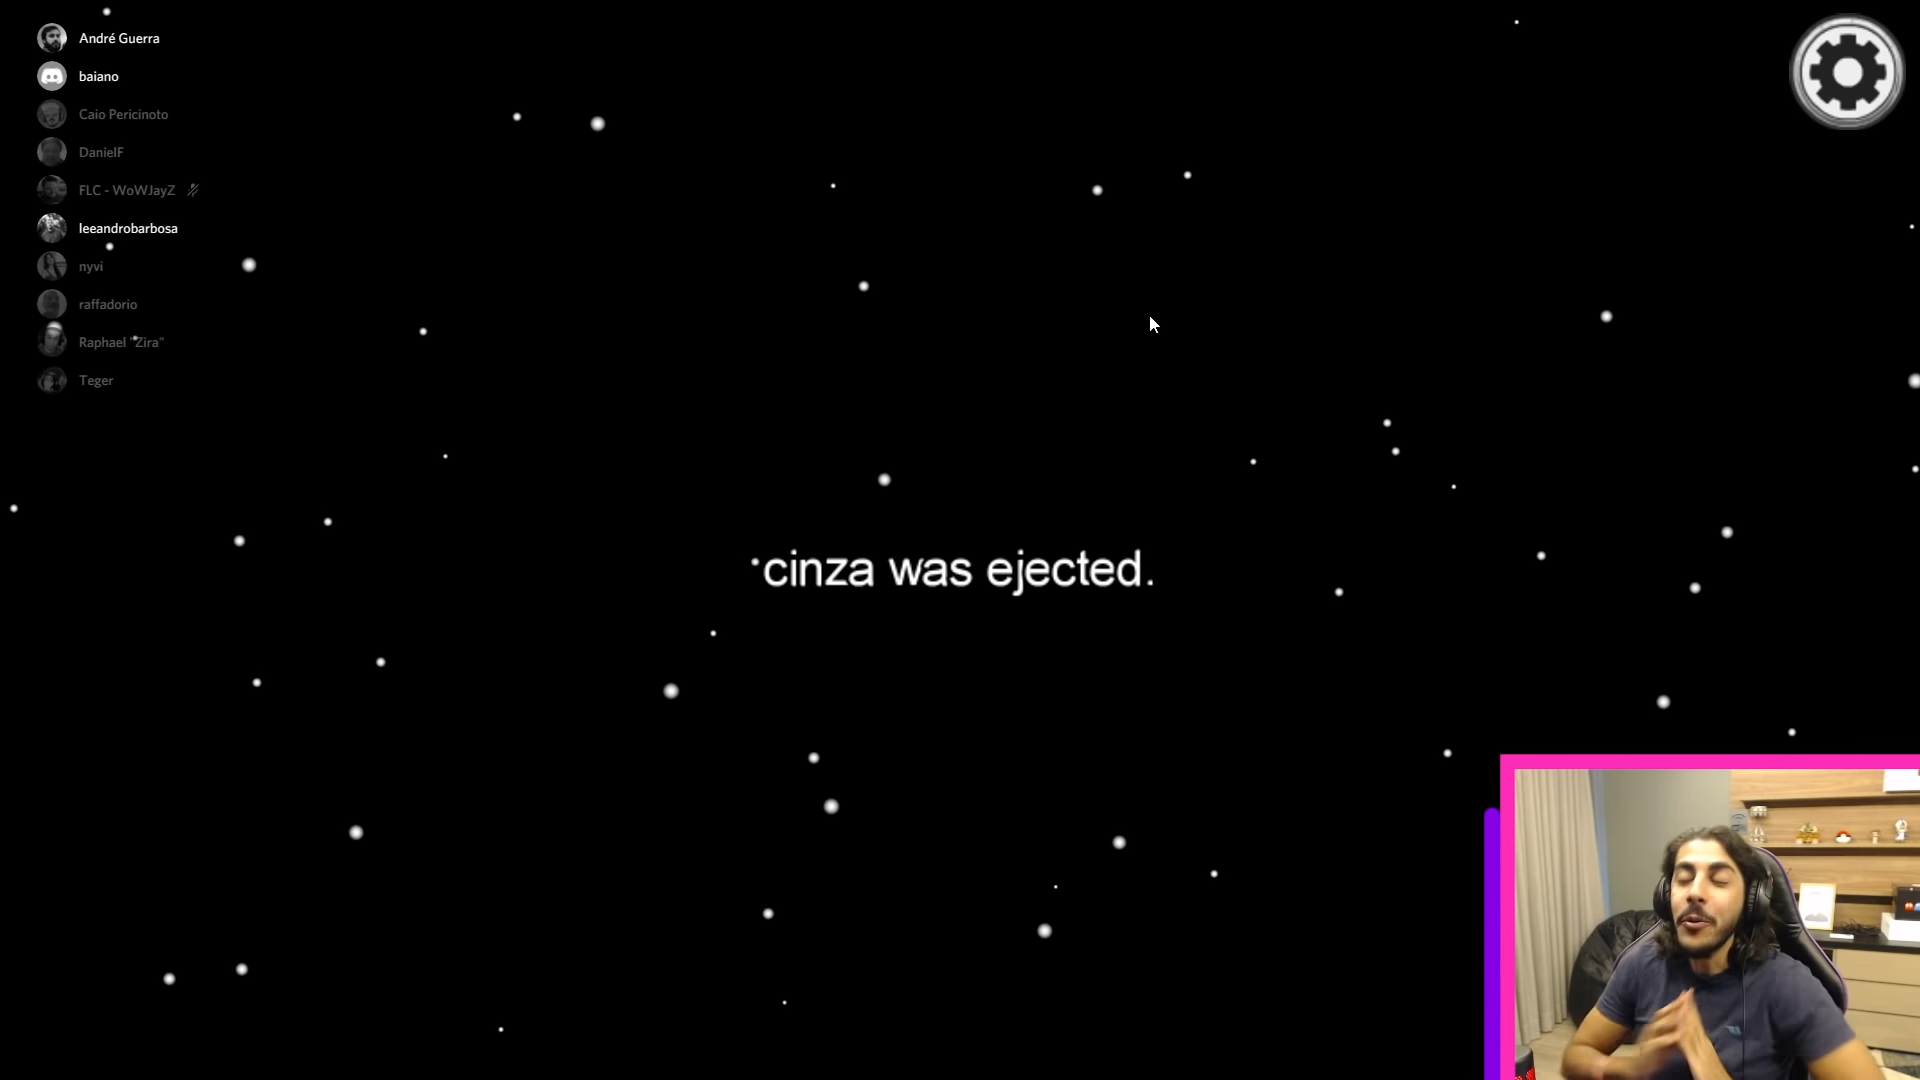 André Guerra
baiano
Caio Pericinoto
DanielF
FLC - WoWJayZ
leeandrobarbosa
nyvi
raffadorio
Raphael "Zira"
Teger
cinza was ejected.